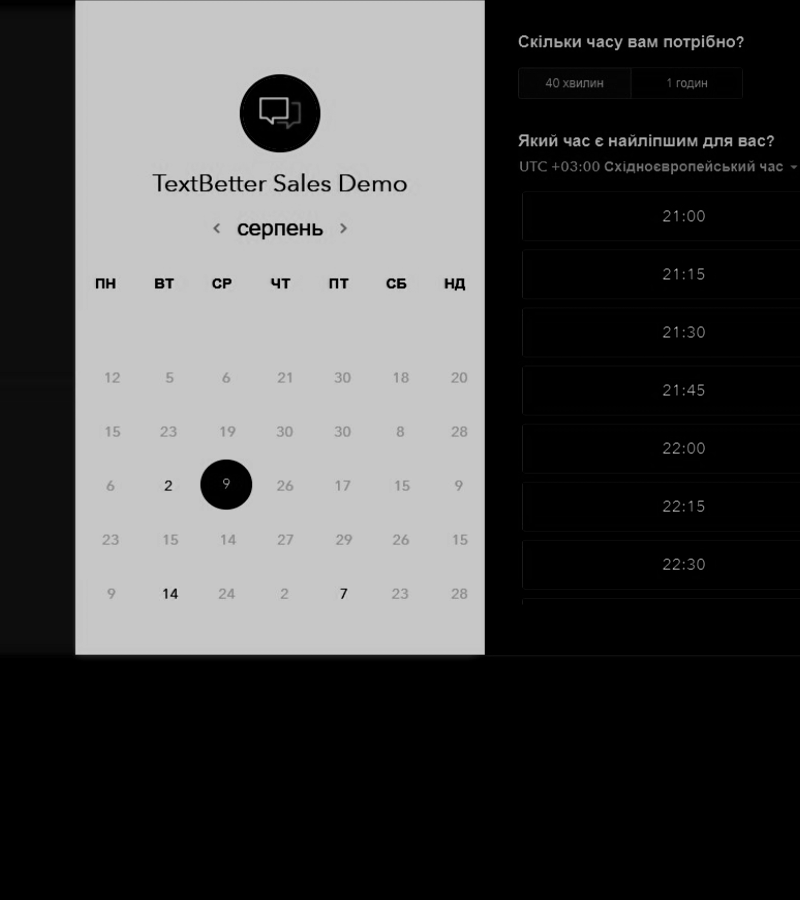 TextBetter Sales Demo
серпень
ПН ВТ СР ЧТ ПТ СБ НД
12 5 6 21 30 18 20
15 23 19 30 30 8 28
6 2 9 26 17 15 9
23 15 14 27 29 26 15
9 14 24 2 7 23 28
Скільки часу вам потрібно?
40 хвилин 1 годин
Який час є найліпшим для вас?
UTC +03:00 Східноєвропейський час
21:00
21:15
21:30
21:45
22:00
22:15
22:30